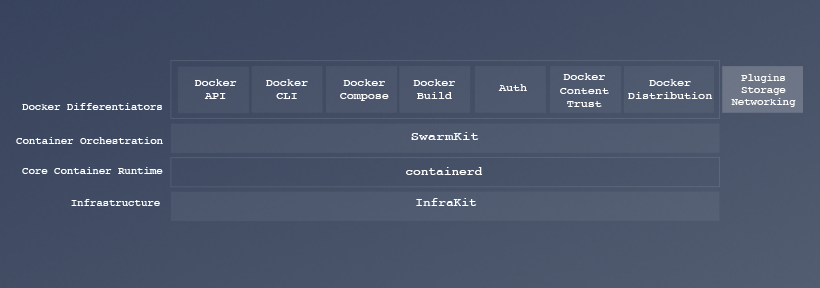 Docker Differentiators
Docker
API
Docker
CLI
Docker
Compose
Docker
Build
Auth
Docker
Content
Trust
Docker
Distribution
Plugins
Storage
Networking
Container Orchestration
SwarmKit
Core Container Runtime
containerd
Infrastructure
InfraKit